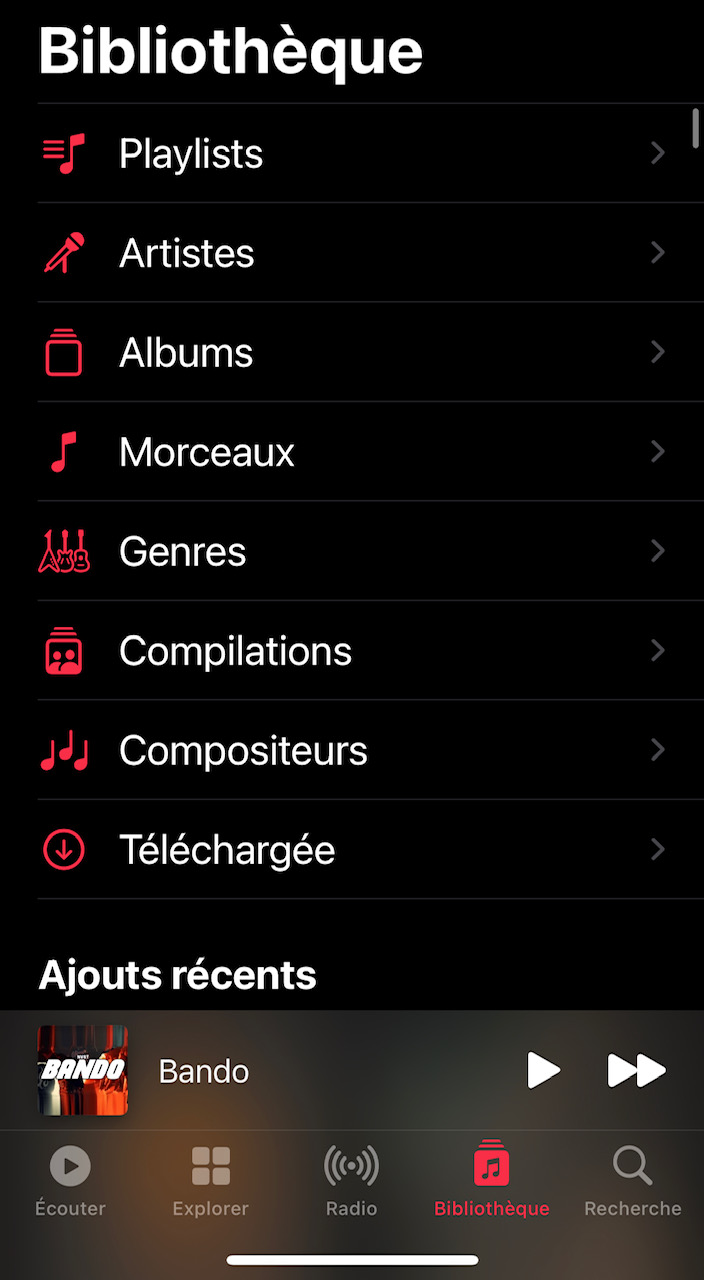 Bibliothèque
Playlists
Artistes
Albums
Morceaux
Genres
Compilations
Compositeurs
Téléchargée
Ajouts récents
BANDO
Bando
Écouter
Explorer
Radio
Bibliothèque
Recherche